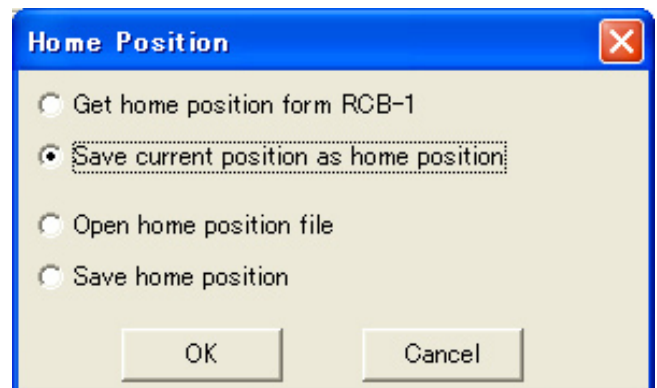 Home Position
Get home position form RCB-1
Save current position as home position
Open home position file
Save home position
OK
Cancel